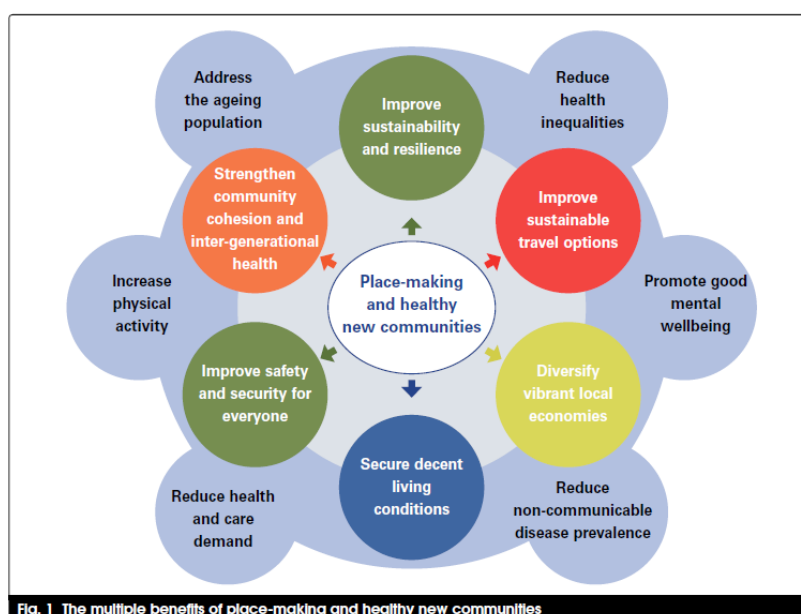 Address
the ageing
population
Improve
sustainability
and resilience
Reduce
health
inequalities
Strengthen
community
cohesion and
inter-generational
health
Improve
sustainable
travel options
Increase
physical
activity
Place-making
and healthy
new communities
Promote good
mental
wellbeing
Improve safety
and security for
everyone
Diversify
vibrant local
economies
Reduce health
and care
demand
Secure decent
living
conditions
Reduce
non-communicable
disease prevalence
Fig. 1 The multiple benefits of place-making and healthy new communities